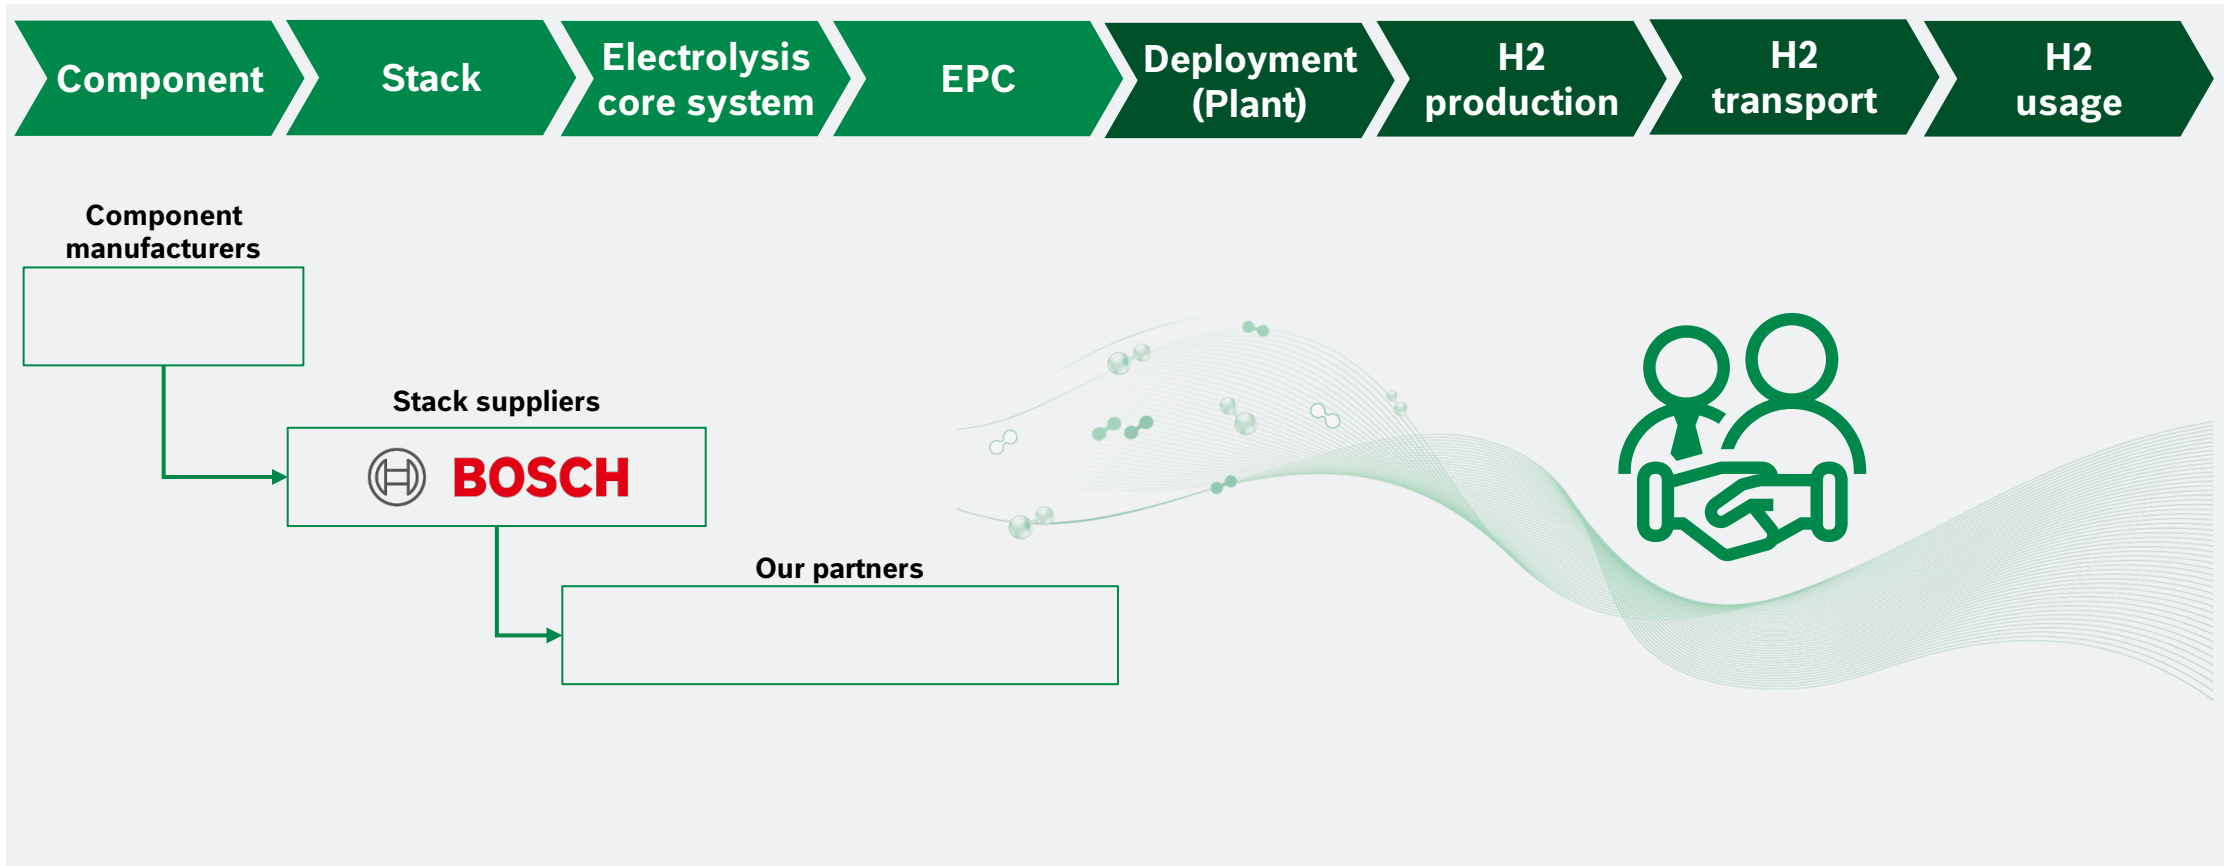 Component
Stack
Electrolysis
core system
EPC
Deployment
(Plant)
H2
production
H2
transport
H2
usage
Component
manufacturers
Stack suppliers
BOSCH
Our partners